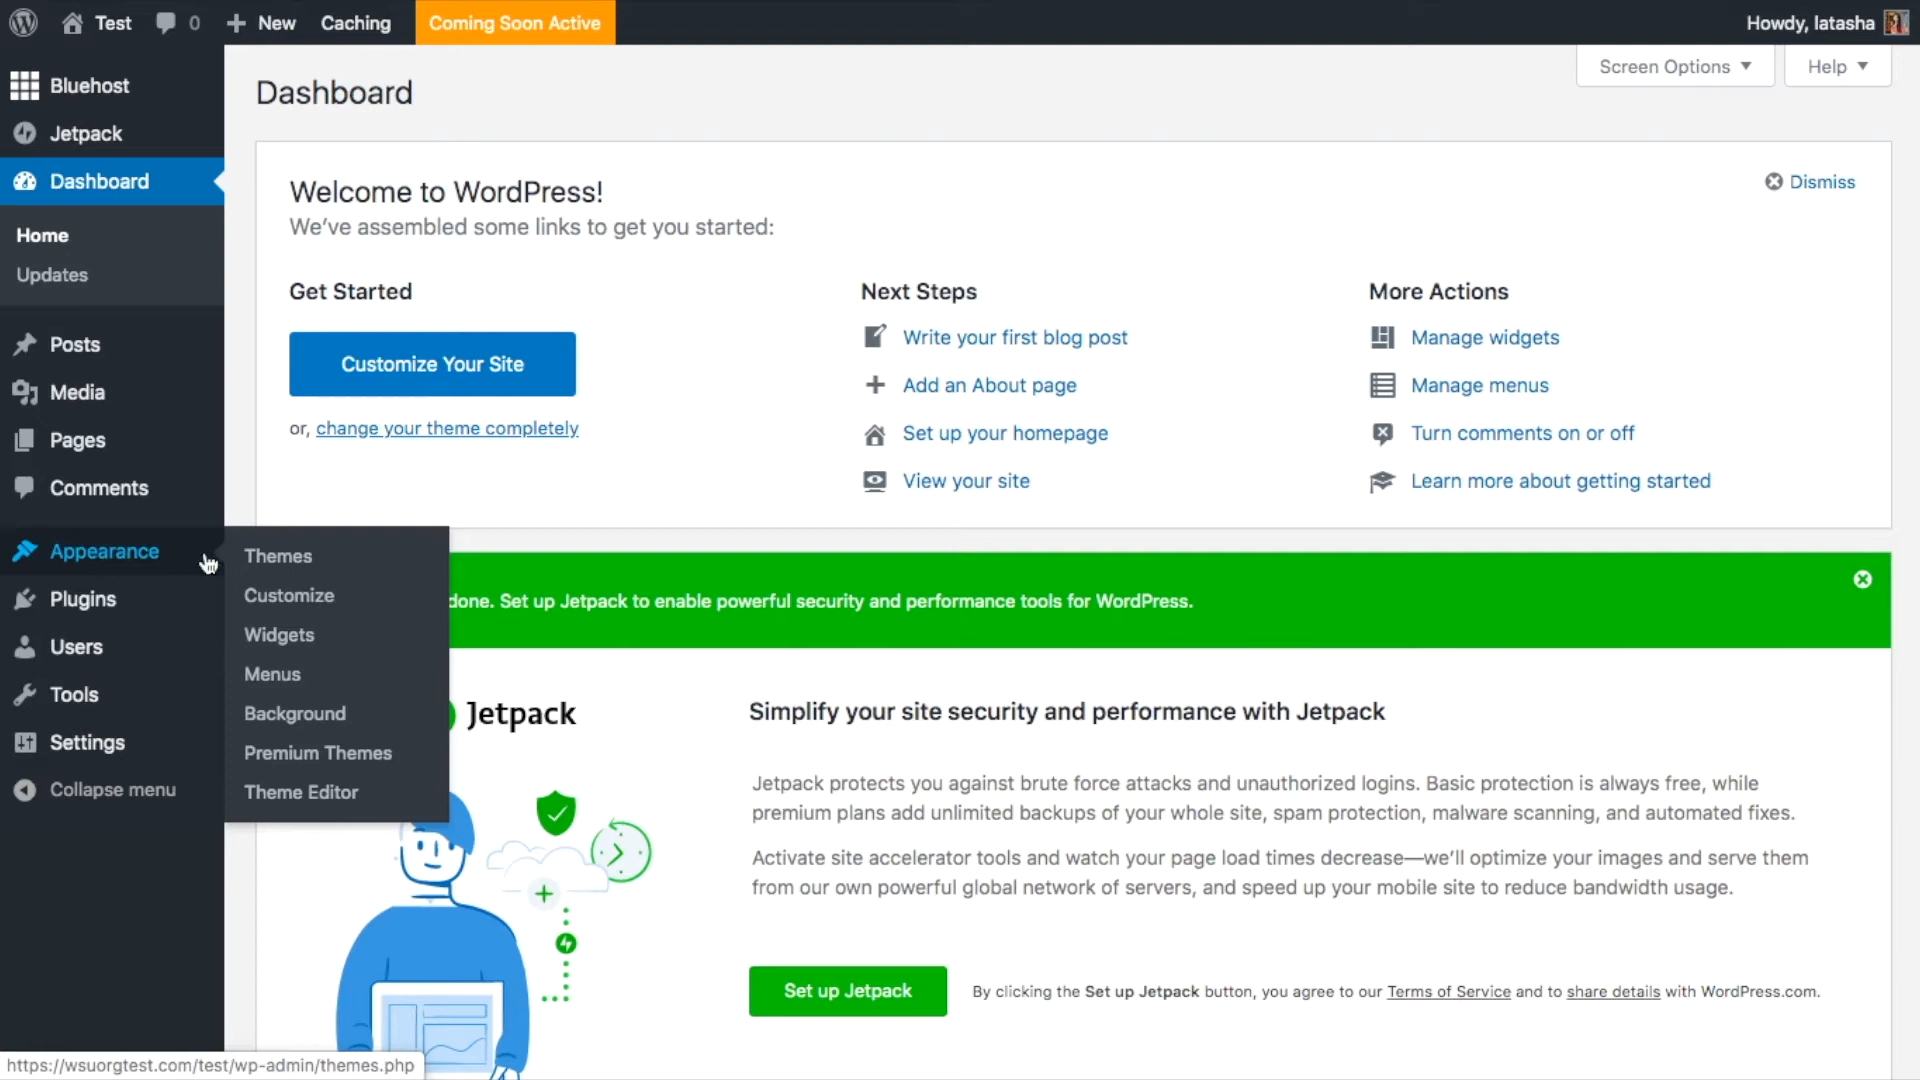 Test 0 New Caching Coming Soon Active Howdy, latasha
Screen Options Help
Bluehost
Jetpack
Dashboard
Home
Updates
Posts
Media
Pages
Comments
Appearance
Plugins
Users
Tools
Settings
Collapse menu
Themes
Customize
Widgets
Menus
Background
Premium Themes
Theme Editor
Dashboard
Welcome to WordPress!
Dismiss
We've assembled some links to get you started:
Get Started
Customize Your Site
or, change your theme completely
Next Steps
Write your first blog post
Add an About page
Set up your homepage
View your site
More Actions
Manage widgets
Manage menus
Turn comments on or off
Learn more about getting started
done. Set up Jetpack to enable powerful security and performance tools for WordPress.
Jetpack
Simplify your site security and performance with Jetpack
Jetpack protects you against brute force attacks and unauthorized logins. Basic protection is always free, while
premium plans add unlimited backups of your whole site, spam protection, malware scanning, and automated fixes.
Activate site accelerator tools and watch your page load times decrease—we'll optimize your images and serve them
from our own powerful global network of servers, and speed up your mobile site to reduce bandwidth usage.
Set up Jetpack
By clicking the Set up Jetpack button, you agree to our Terms of Service and to share details with WordPress.com.
https://wsuorgtest.com/test/wp-admin/themes.php